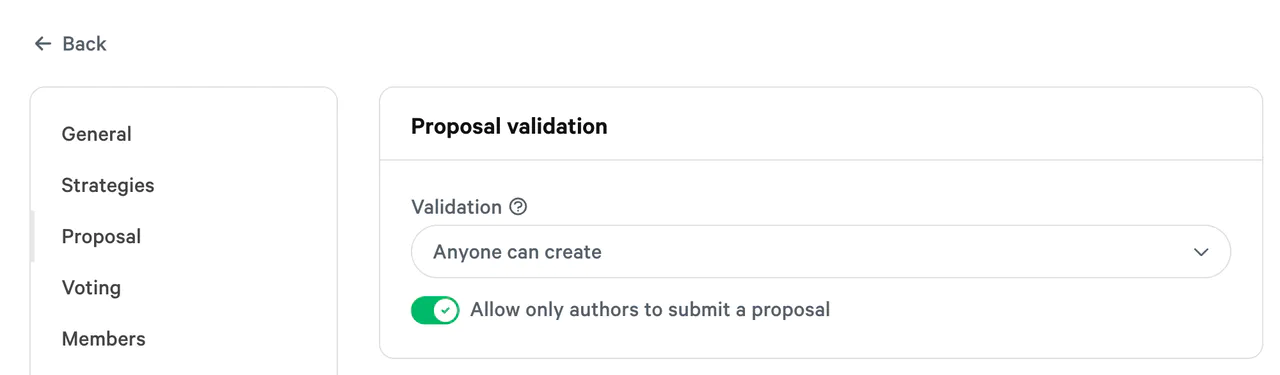 Back
General
Strategies
Proposal
Voting
Members
Proposal validation
Validation
Anyone can create
Allow only authors to submit a proposal